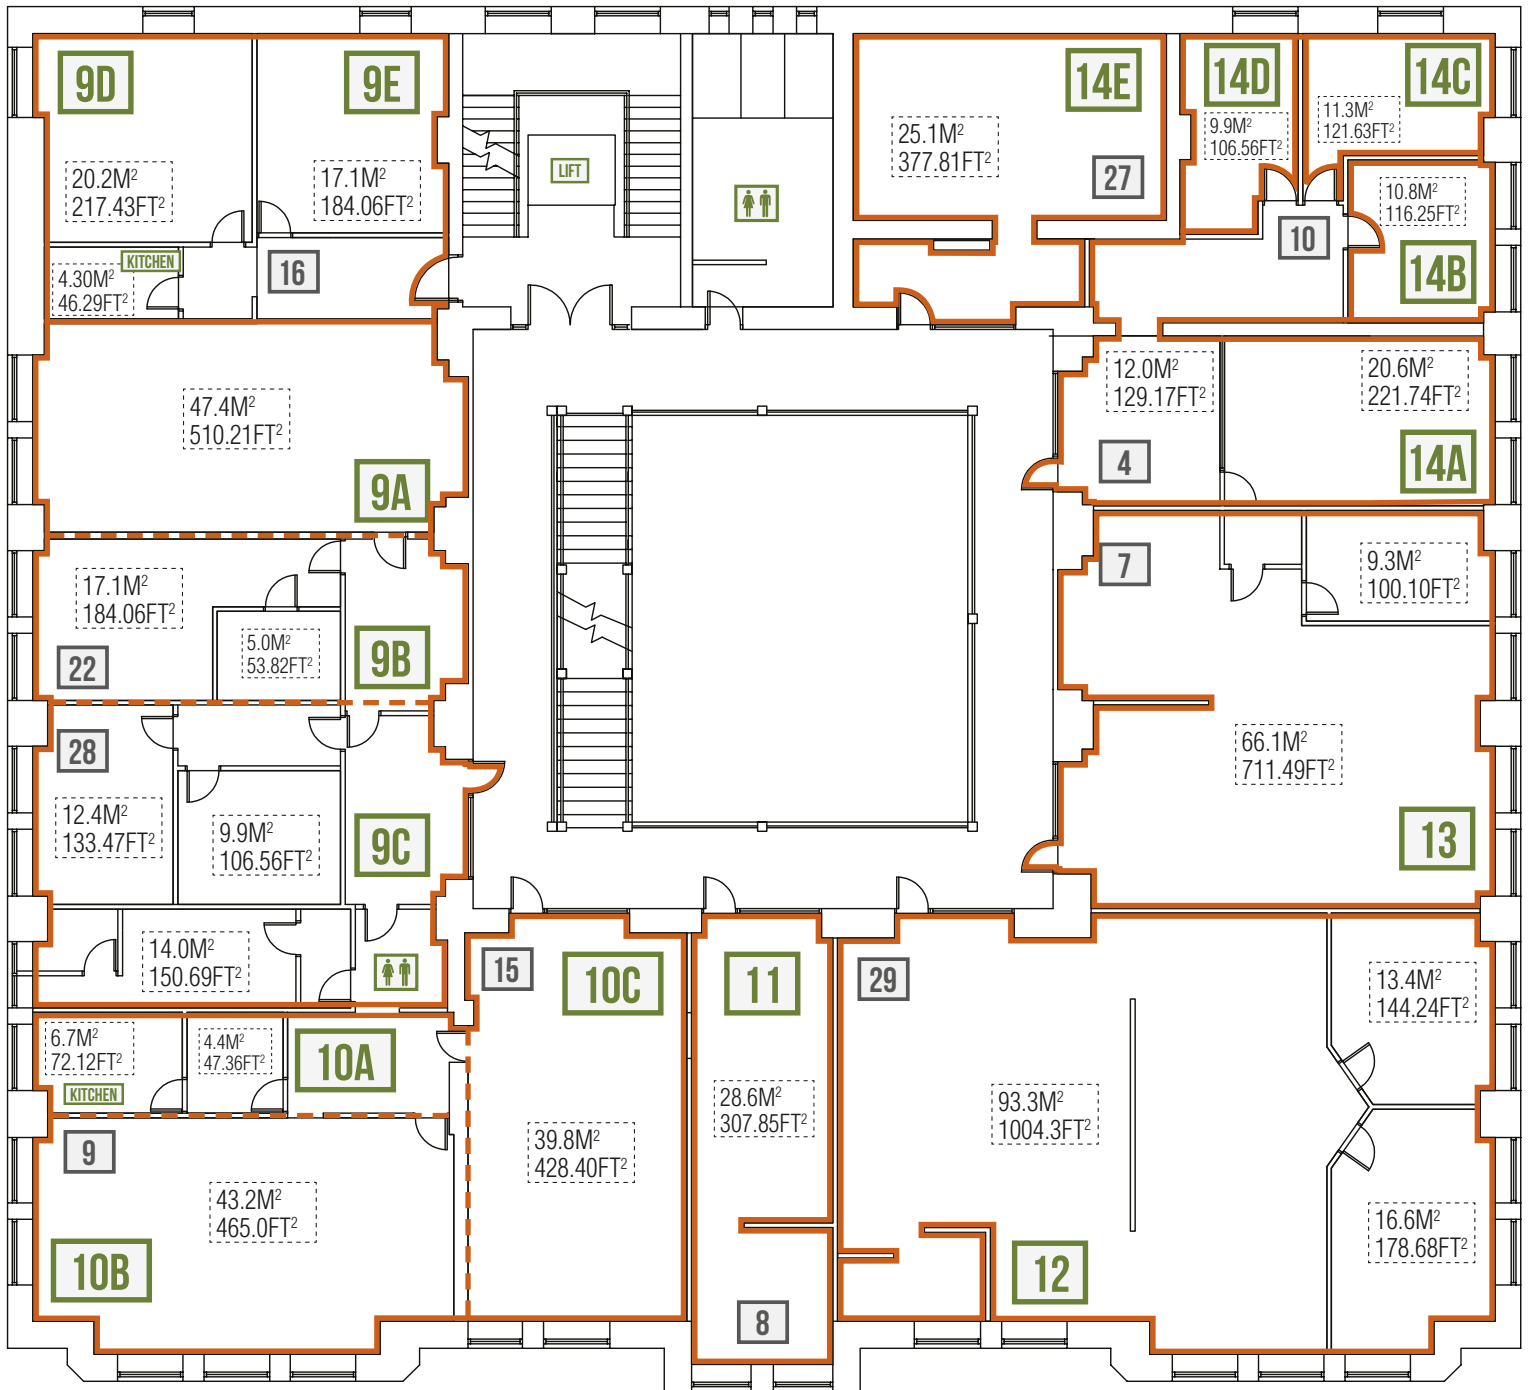 9D
9E
14E
14D
14C
20.2M²
217.43FT²
17.1M²
184.06FT²
LIFT
25.1M²
377.81FT²
9.9M²
106.56FT²
11.3M²
121.63FT²
27
10.8M²
116.25FT²
KITCHEN
4.30M²
46.29FT²
16
10
14B
47.4M²
510.21FT²
9A
12.0M²
129.17FT²
20.6M²
221.74FT²
4
14A
17.1M²
184.06FT²
5.0M²
53.82FT²
9B
22
7
9.3M²
100.10FT²
28
12.4M²
133.47FT²
9.9M²
106.56FT²
9C
66.1M²
711.49FT²
13
14.0M²
150.69FT²
15
10C
11
29
13.4M²
144.24FT²
6.7M²
72.12FT²
KITCHEN
4.4M²
47.36FT²
10A
9
39.8M²
428.40FT²
28.6M²
307.85FT²
93.3M²
1004.3FT²
43.2M²
465.0FT²
10B
8
12
16.6M²
178.68FT²